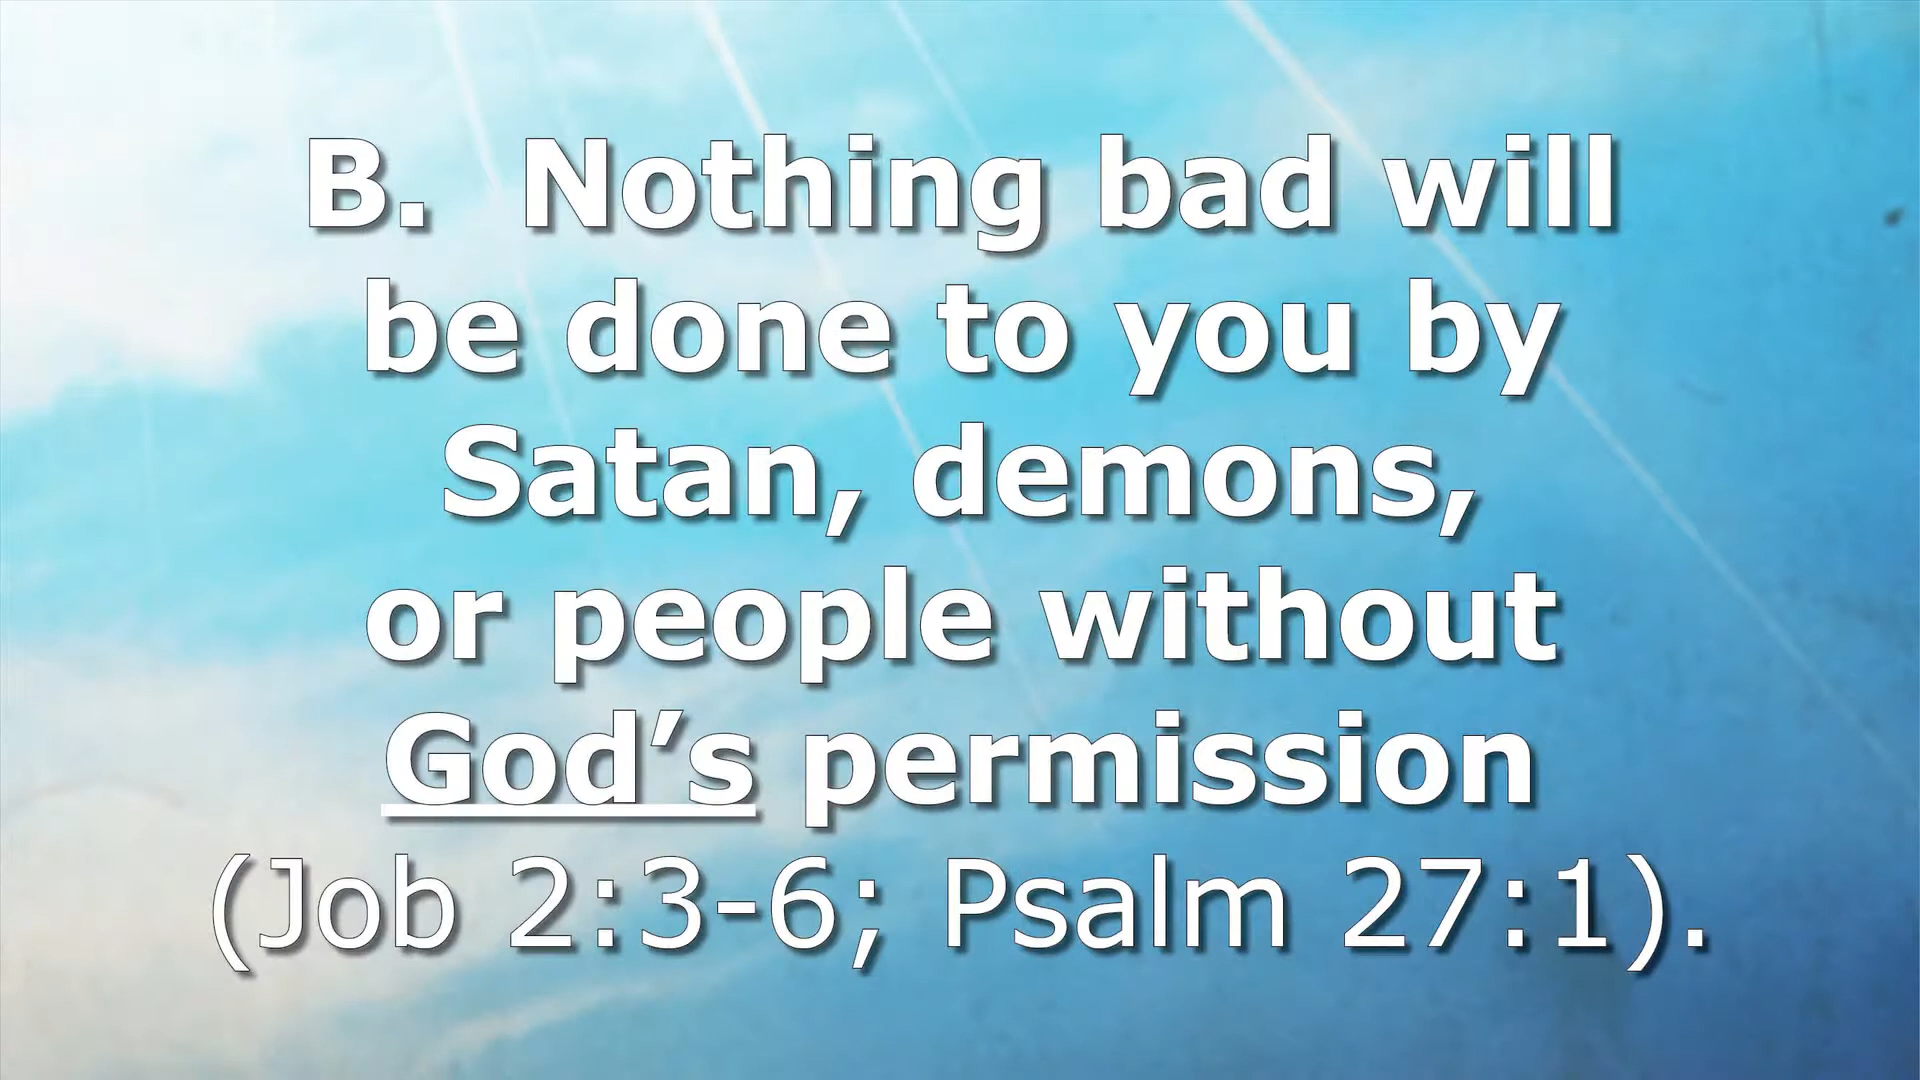 B. Nothing bad will
be done to you by
Satan, demons,
or people without
God’s permission
(Job 2:3-6; Psalm 27:1).